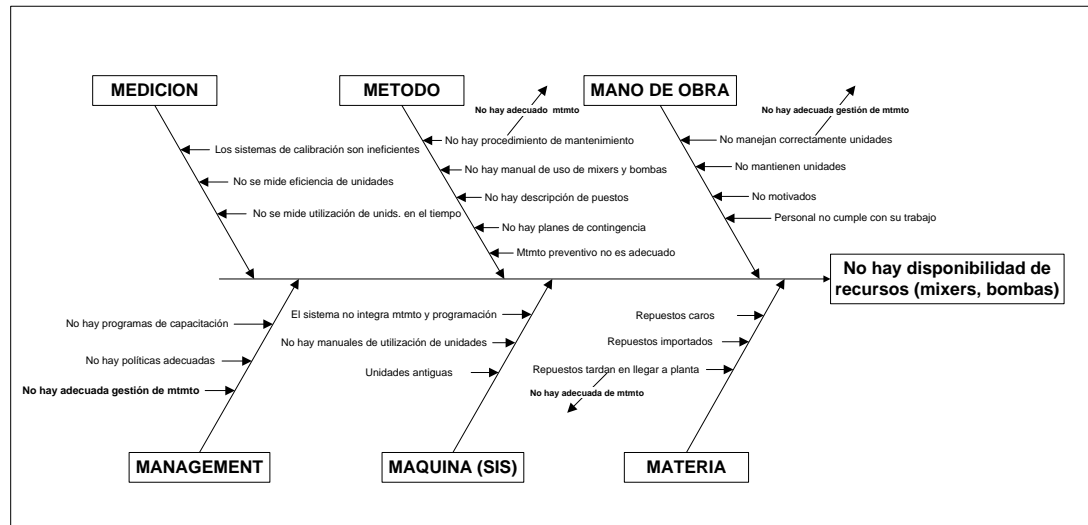 MEDICION
METODO
MANO DE OBRA
No hay adecuado mtmto
No hay adecuada gestión de mtmto
Los sistemas de calibración son ineficientes
No se mide eficiencia de unidades
No se mide utilización de unids. en el tiempo
No hay procedimiento de mantenimiento
No hay manual de uso de mixers y bombas
No hay descripción de puestos
No hay planes de contingencia
Mtmto preventivo no es adecuado
No manejan correctamente unidades
No mantienen unidades
No motivados
Personal no cumple con su trabajo
No hay disponibilidad de
recursos (mixers, bombas)
No hay programas de capacitación
No hay políticas adecuadas
No hay adecuada gestión de mtmto
El sistema no integra mtmto y programación
No hay manuales de utilización de unidades
Unidades antiguas
Repuestos caros
Repuestos importados
Repuestos tardan en llegar a planta
No hay adecuada de mtmto
MANAGEMENT
MAQUINA (SIS)
MATERIA